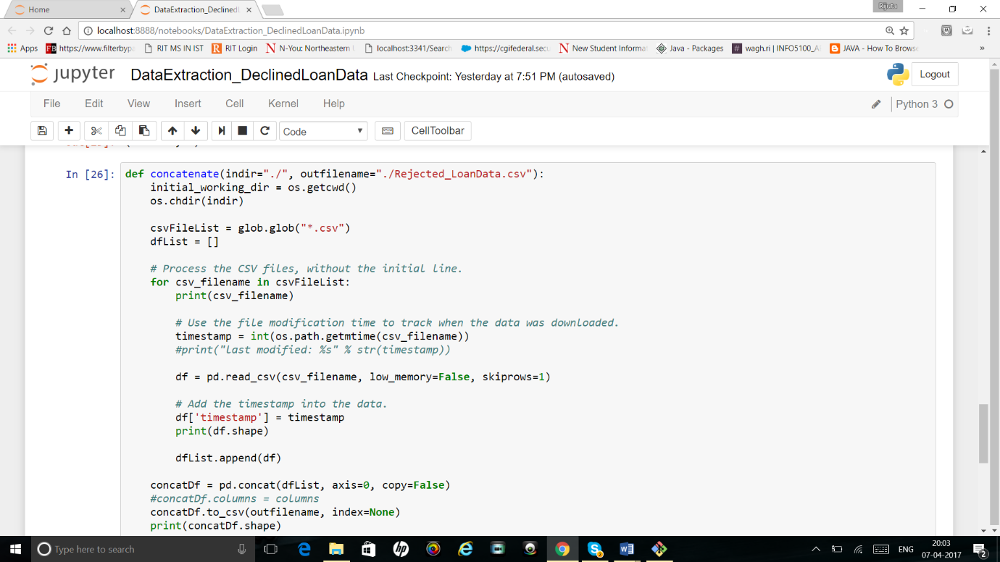 Home
DataExtraction_Declined
Rijuta
localhost:8888/notebooks/DataExtraction_DeclinedLoanData.ipynb
Apps https://www.filterbyp RIT MS IN IST RIT Login N-You: Northeastern localhost:3341/Search https://cgifederal.secu New Student Informat Java - Packages wagh.ri | INFO5100_A JAVA - How To Brows »
jupyter DataExtraction_DeclinedLoanData Last Checkpoint: Yesterday at 7:51 PM (autosaved)
Logout
File Edit View Insert Cell Kernel Help
Python 3
Code
CellToolbar
In [26]:
def concatenate(indir="./", outfilename="./Rejected_LoanData.csv"):
initial_working_dir = os.getcwd()
os.chdir(indir)
csvFileList = glob.glob("*.csv")
dfList = []
# Process the CSV files, without the initial line.
for csv_filename in csvFileList:
print(csv_filename)
# Use the file modification time to track when the data was downloaded.
timestamp = int(os.path.getmtime(csv_filename))
#print("last modified: %s" % str(timestamp))
df = pd.read_csv(csv_filename, low_memory=False, skiprows=1)
# Add the timestamp into the data.
df['timestamp'] = timestamp
print(df.shape)
dfList.append(df)
concatDf = pd.concat(dfList, axis=0, copy=False)
#concatDf.columns = columns
concatDf.to_csv(outfilename, index=None)
print(concatDf.shape)
Type here to search
ENG
20:03
07-04-2017
2